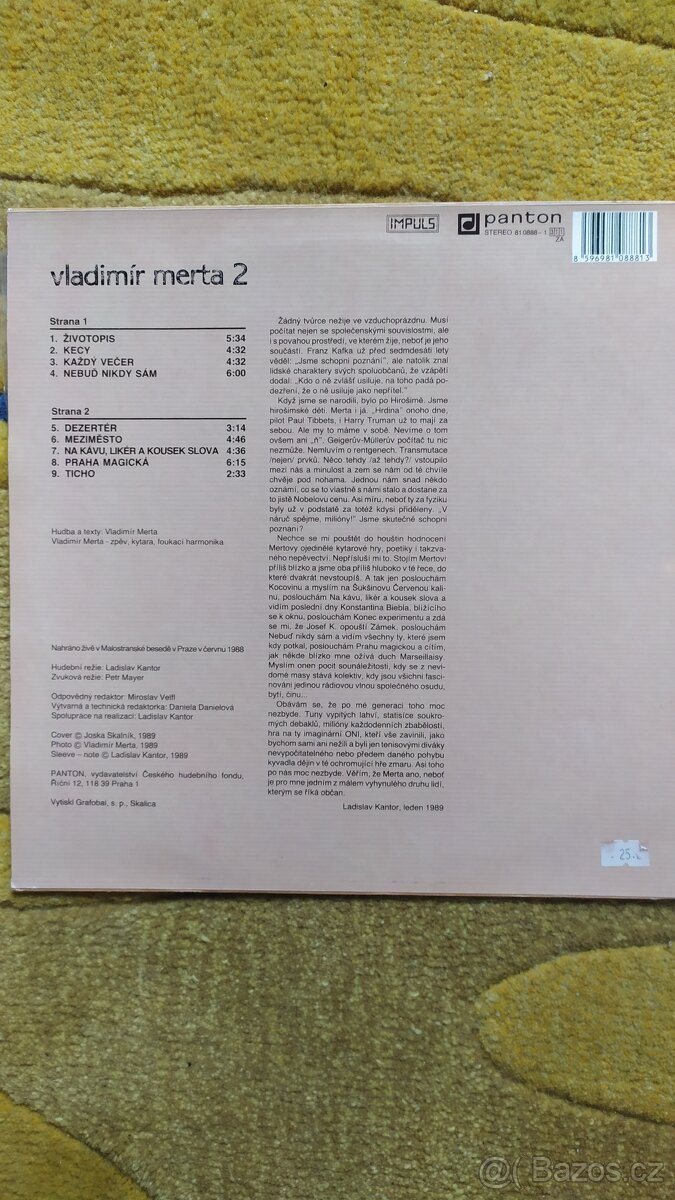 IMPULS
panton
STEREO 81 0888-1
ZA
8 596981 088813
vladimír merta 2
Strana 1
1. ŽIVOTOPIS 5:34
2. KECY 4:32
3. KAŽDÝ VEČER 4:32
4. NEBUĎ NIKDY SÁM 6:00
Strana 2
5. DEZERTÉR 3:14
6. MEZIMĚSTO 4:46
7. NA KÁVU, LIKÉR A KOUSEK SLOVA 4:36
8. PRAHA MAGICKÁ 6:15
9. TICHO 2:33
Hudba a texty: Vladimír Merta
Vladimír Merta - zpěv, kytara, foukací harmonika
Nahráno živě v Malostranské besedě v Praze v červnu 1988
Hudební režie: Ladislav Kantor
Zvuková režie: Petr Mayer
Odpovědný redaktor: Miroslav Velfl
Výtvarná a technická redaktorka: Daniela Danielová
Spolupráce na realizaci: Ladislav Kantor
Cover © Joska Skalník, 1989
Photo © Vladimír Merta, 1989
Sleeve – note © Ladislav Kantor, 1989
PANTON, vydavatelství Českého hudebního fondu,
Říční 12, 118 39 Praha 1
Vytiskl Grafobal, s. p., Skalica
Žádný tvůrce nežije ve vzduchoprázdnu. Musí
počítat nejen se společenskými souvislostmi, ale
i s povahou prostředí, ve kterém žije, neboť je jeho
součástí. Franz Kafka už před sedmdesáti lety
věděl: „Jsme schopni poznání", ale natolik znal
lidské charaktery svých spoluobčanů, že vzápětí
dodal: „Kdo o ně zvlášť usiluje, na toho padá po-
dezření, že o ně usiluje jako nepřítel."
Když jsme se narodili, bylo po Hirošimě. Jsme
hirošimské děti. Merta i já. „Hrdina" onoho dne,
pilot Paul Tibbets, i Harry Truman už to mají za
sebou. Ale my to máme v sobě. Nevíme o tom
ovšem ani „ň". Geigerův-Müllerův počítač tu nic
nezmůže. Nemluvím o rentgenech. Transmutace
/nejen/ prvků. Něco tehdy /až tehdy?/ vstoupilo
mezi nás a minulost a zem se nám od té chvíle
chvěje pod nohama. Jednou nám snad někdo
oznámí, co se to vlastně s námi stalo a dostane za
to jistě Nobelovu cenu. Asi míru, neboť ty za fyziku
byly už v podstatě za totéž kdysi přiděleny. „V
náruč spějme, milióny!" Jsme skutečně schopni
poznání?
Nechce se mi pouštět do houštin hodnocení
Mertovy ojedinělé kytarové hry, poetiky i takzva-
ného nepěvectví. Nepřísluší mi to. Stojím Mertovi
příliš blízko a jsme oba příliš hluboko v té řece, do
které dvakrát nevstoupíš. A tak jen poslouchám
Kocovinu a myslím na Šukšinovu Červenou kali-
nu, poslouchám Na kávu, likér a kousek slova a
vidím poslední dny Konstantina Biebla, blížícího
se k oknu, poslouchám Konec experimentu a zdá
se mi, že Josef K. opouští Zámek, poslouchám
Nebuď nikdy sám a vidím všechny ty, které jsem
kdy potkal, poslouchám Prahu magickou a cítím,
jak někde blízko mne ožívá duch Marseillaisy.
Myslím onen pocit sounáležitosti, kdy se z nevi-
domé masy stává kolektiv, kdy jsou všichni fasci-
nováni jedinou rádiovou vlnou společného osudu,
bytí, činu...
Obávám se, že po mé generaci toho moc
nezbyde. Tuny vypitých lahví, statisíce soukro-
mých debaklů, milióny každodenních zbabělostí,
hra na ty imaginární ONI, kteří vše zavinili, jako
bychom sami ani nežili a byli jen tenisovými diváky
nevypočitatelného nebo předem daného pohybu
kyvadla dějin v té ochromující hře zmaru. Asi toho
po nás moc nezbyde. Věřím, že Merta ano, neboť
je pro mne jedním z málem vyhynulého druhu lidí,
kterým se říká občan.
Ladislav Kantor, leden 1989
25.
@( Bazos.cz